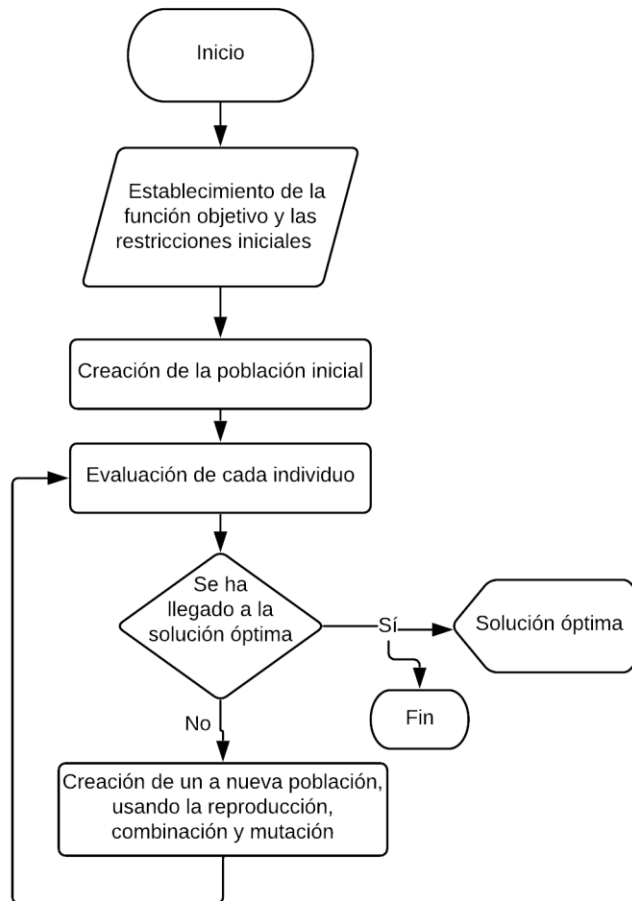 Inicio
Establecimiento de la
función objetivo y las
restricciones iniciales
Creación de la población inicial
Evaluación de cada individuo
Se ha
llegado a la
solución óptima
Sí
Solución óptima
Fin
No
Creación de un a nueva población,
usando la reproducción,
combinación y mutación